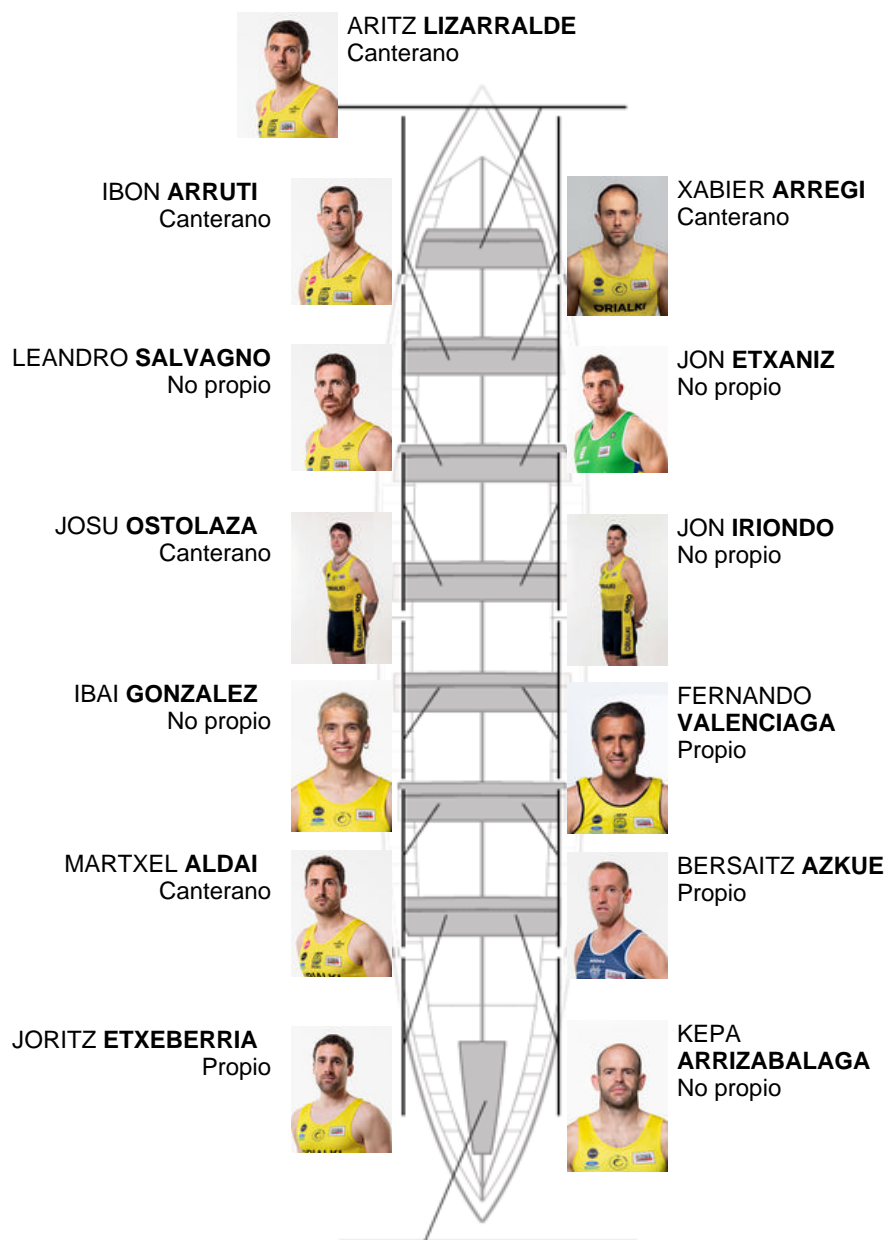 ARITZ LIZARRALDE
Canterano
IBON ARRUTI
Canterano
XABIER ARREGI
Canterano
LEANDRO SALVAGNO
No propio
JON ETXANIZ
No propio
JOSU OSTOLAZA
Canterano
JON IRIONDO
No propio
IBAI GONZALEZ
No propio
FERNANDO
VALENCIAGA
Propio
MARTXEL ALDAI
Canterano
BERSAITZ AZKUE
Propio
JORITZ ETXEBERRIA
Propio
KEPA
ARRIZABALAGA
No propio
ORIALKI